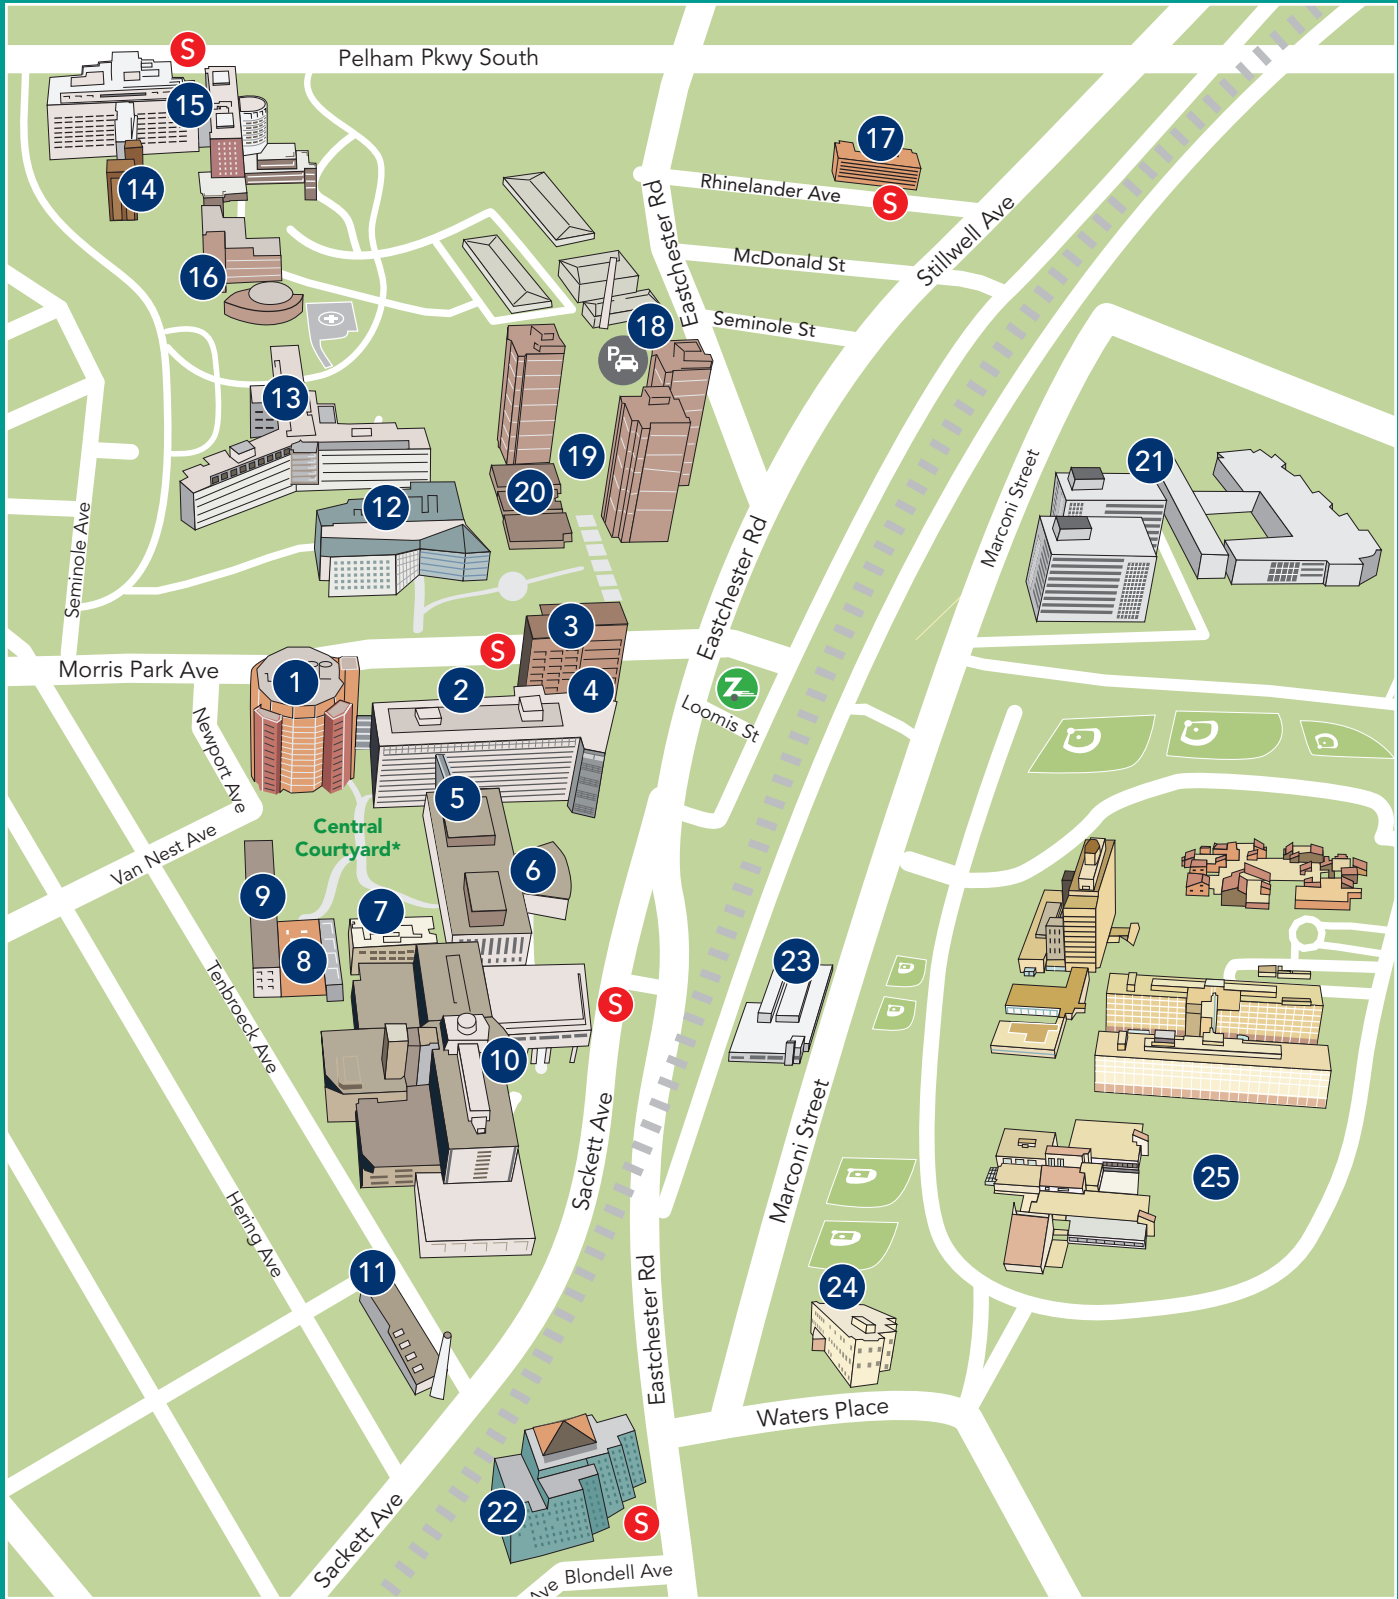 S
Pelham Pkwy South
15
17
14
Rhinelander Ave
S
Eastchester Rd
Stillwell Ave
McDonald St
16
Seminole St
18
P
13
19
21
20
12
Marconi Street
Seminole Ave
Eastchester Rd
3
S
Morris Park Ave
1
2
4
Z
Loomis St
Newport Ave
5
Central
Courtyard*
Van Nest Ave
6
9
7
8
23
Tenbroeck Ave
S
10
Sackett Ave
Marconi Street
25
Hering Ave
11
24
Eastchester Rd
Waters Place
22
S
Sackett Ave
Blondell Ave
Ave